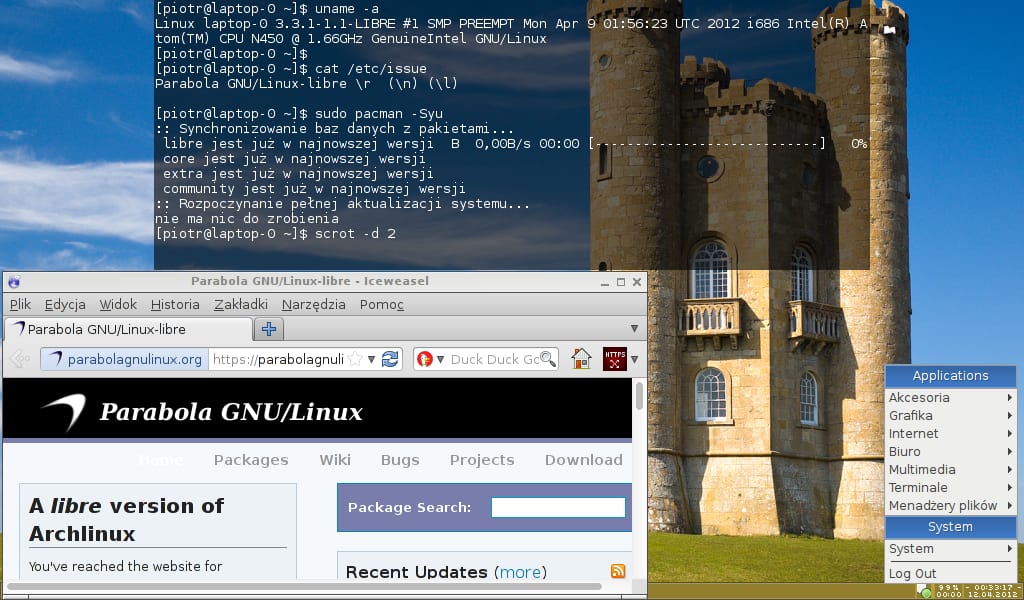 [piotr@laptop-0 ~]$ uname -a
Linux laptop-0 3.3.1-1.1-LIBRE #1 SMP PREEMPT Mon Apr 9 01:56:23 UTC 2012 i686 Intel(R) A
tom(TM) CPU N450 @ 1.66GHz GenuineIntel GNU/Linux
[piotr@laptop-0 ~]$
[piotr@laptop-0 ~]$ cat /etc/issue
Parabola GNU/Linux-libre \r  (\n) (\l)
[piotr@laptop-0 ~]$ sudo pacman -Syu
:: Synchronizowanie baz danych z pakietami...
libre jest już w najnowszej wersji  B  0,00B/s 00:00 [----------------------------]   0%
core jest już w najnowszej wersji
extra jest już w najnowszej wersji
community jest już w najnowszej wersji
:: Rozpoczynanie pełnej aktualizacji systemu...
nie ma nic do zrobienia
[piotr@laptop-0 ~]$ scrot -d 2
Parabola GNU/Linux-libre - Iceweasel
Plik Edycja Widok Historia Zakładki Narzędzia Pomoc
Parabola GNU/Linux-libre
parabolagnulinux.org https://parabolagnuli Duck Duck Go HTTPS
Parabola GNU/Linux
Home Packages Wiki Bugs Projects Download
A libre version of
Archlinux
You've reached the website for
Package Search:
Recent Updates (more)
Applications
Akcesoria
Grafika
Internet
Biuro
Multimedia
Terminale
Menadżery plików
System
System
Log Out
99% - 00:33:17 -
00:00 12.04.2012